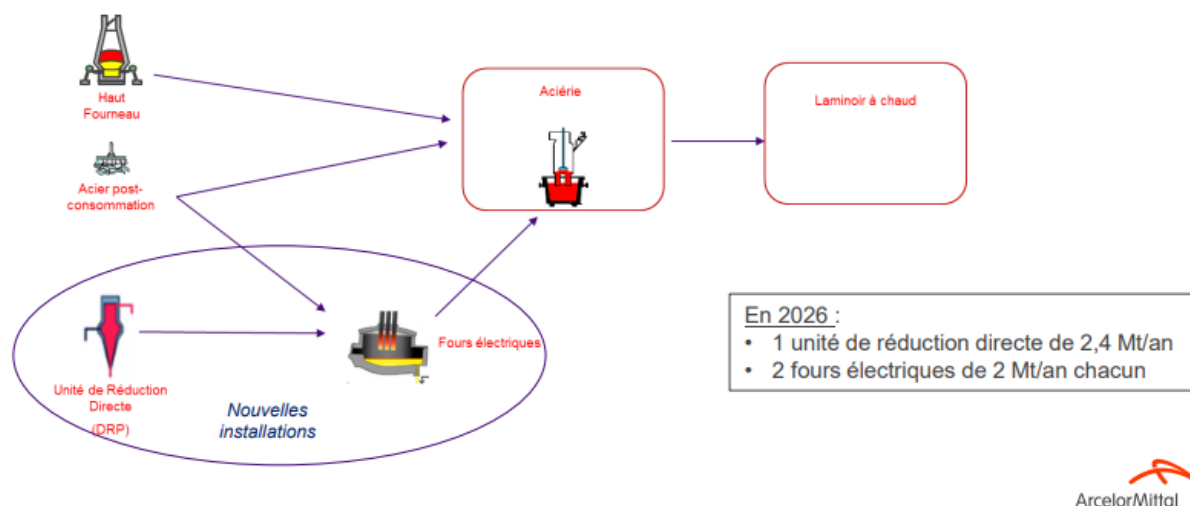 Haut
Fourneau
Acier post-
consommation
Aciérie
Laminoir à chaud
Unité de Réduction
Directe
(DRP)
Fours électriques
Nouvelles
installations
En 2026 :
• 1 unité de réduction directe de 2,4 Mt/an
• 2 fours électriques de 2 Mt/an chacun
ArcelorMittal